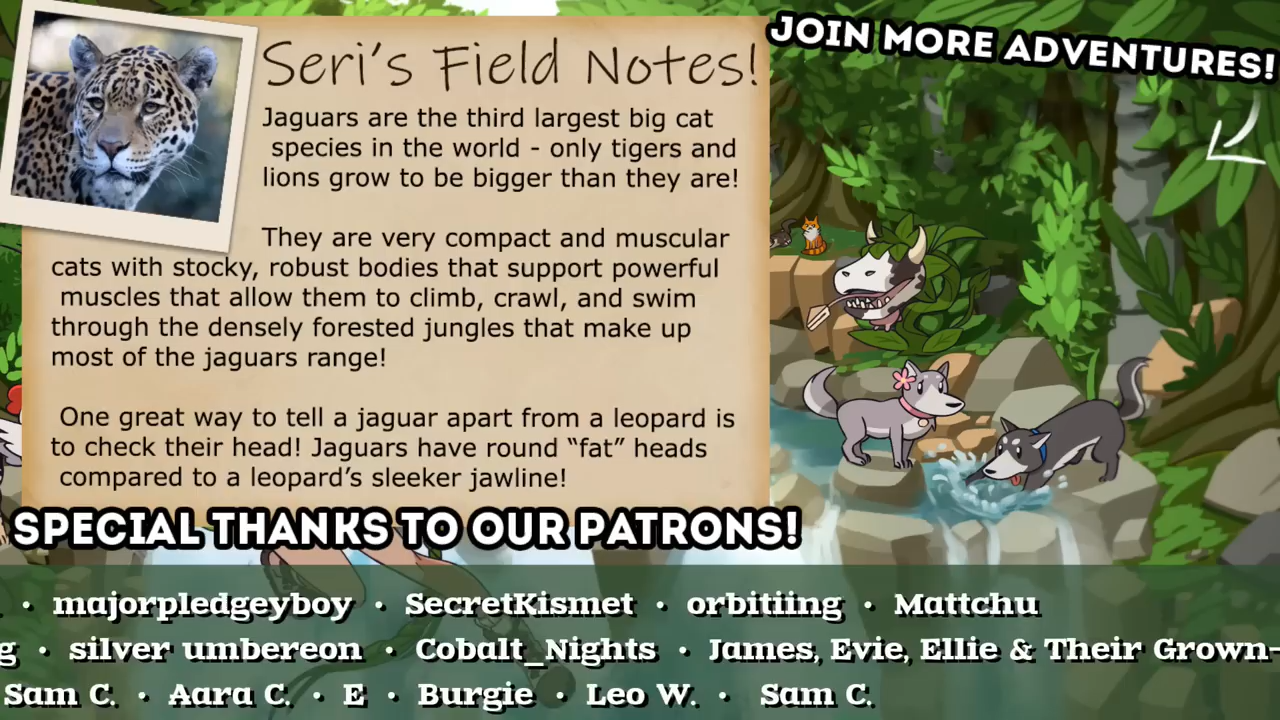 Seri's Field Notes!
Jaguars are the third largest big cat
species in the world - only tigers and
lions grow to be bigger than they are!
They are very compact and muscular
cats with stocky, robust bodies that support powerful
muscles that allow them to climb, crawl, and swim
through the densely forested jungles that make up
most of the jaguars range!
One great way to tell a jaguar apart from a leopard is
to check their head! Jaguars have round “fat” heads
compared to a leopard’s sleeker jawline!
JOIN MORE ADVENTURES!
SPECIAL THANKS TO OUR PATRONS!
• majorpledgeyboy • SecretKismet • orbitiing • Mattchu
g • silver umbereon • Cobalt_Nights • James, Evie, Ellie & Their Grown-
Sam C. • Aara C. • E • Burgie • Leo W. • Sam C.